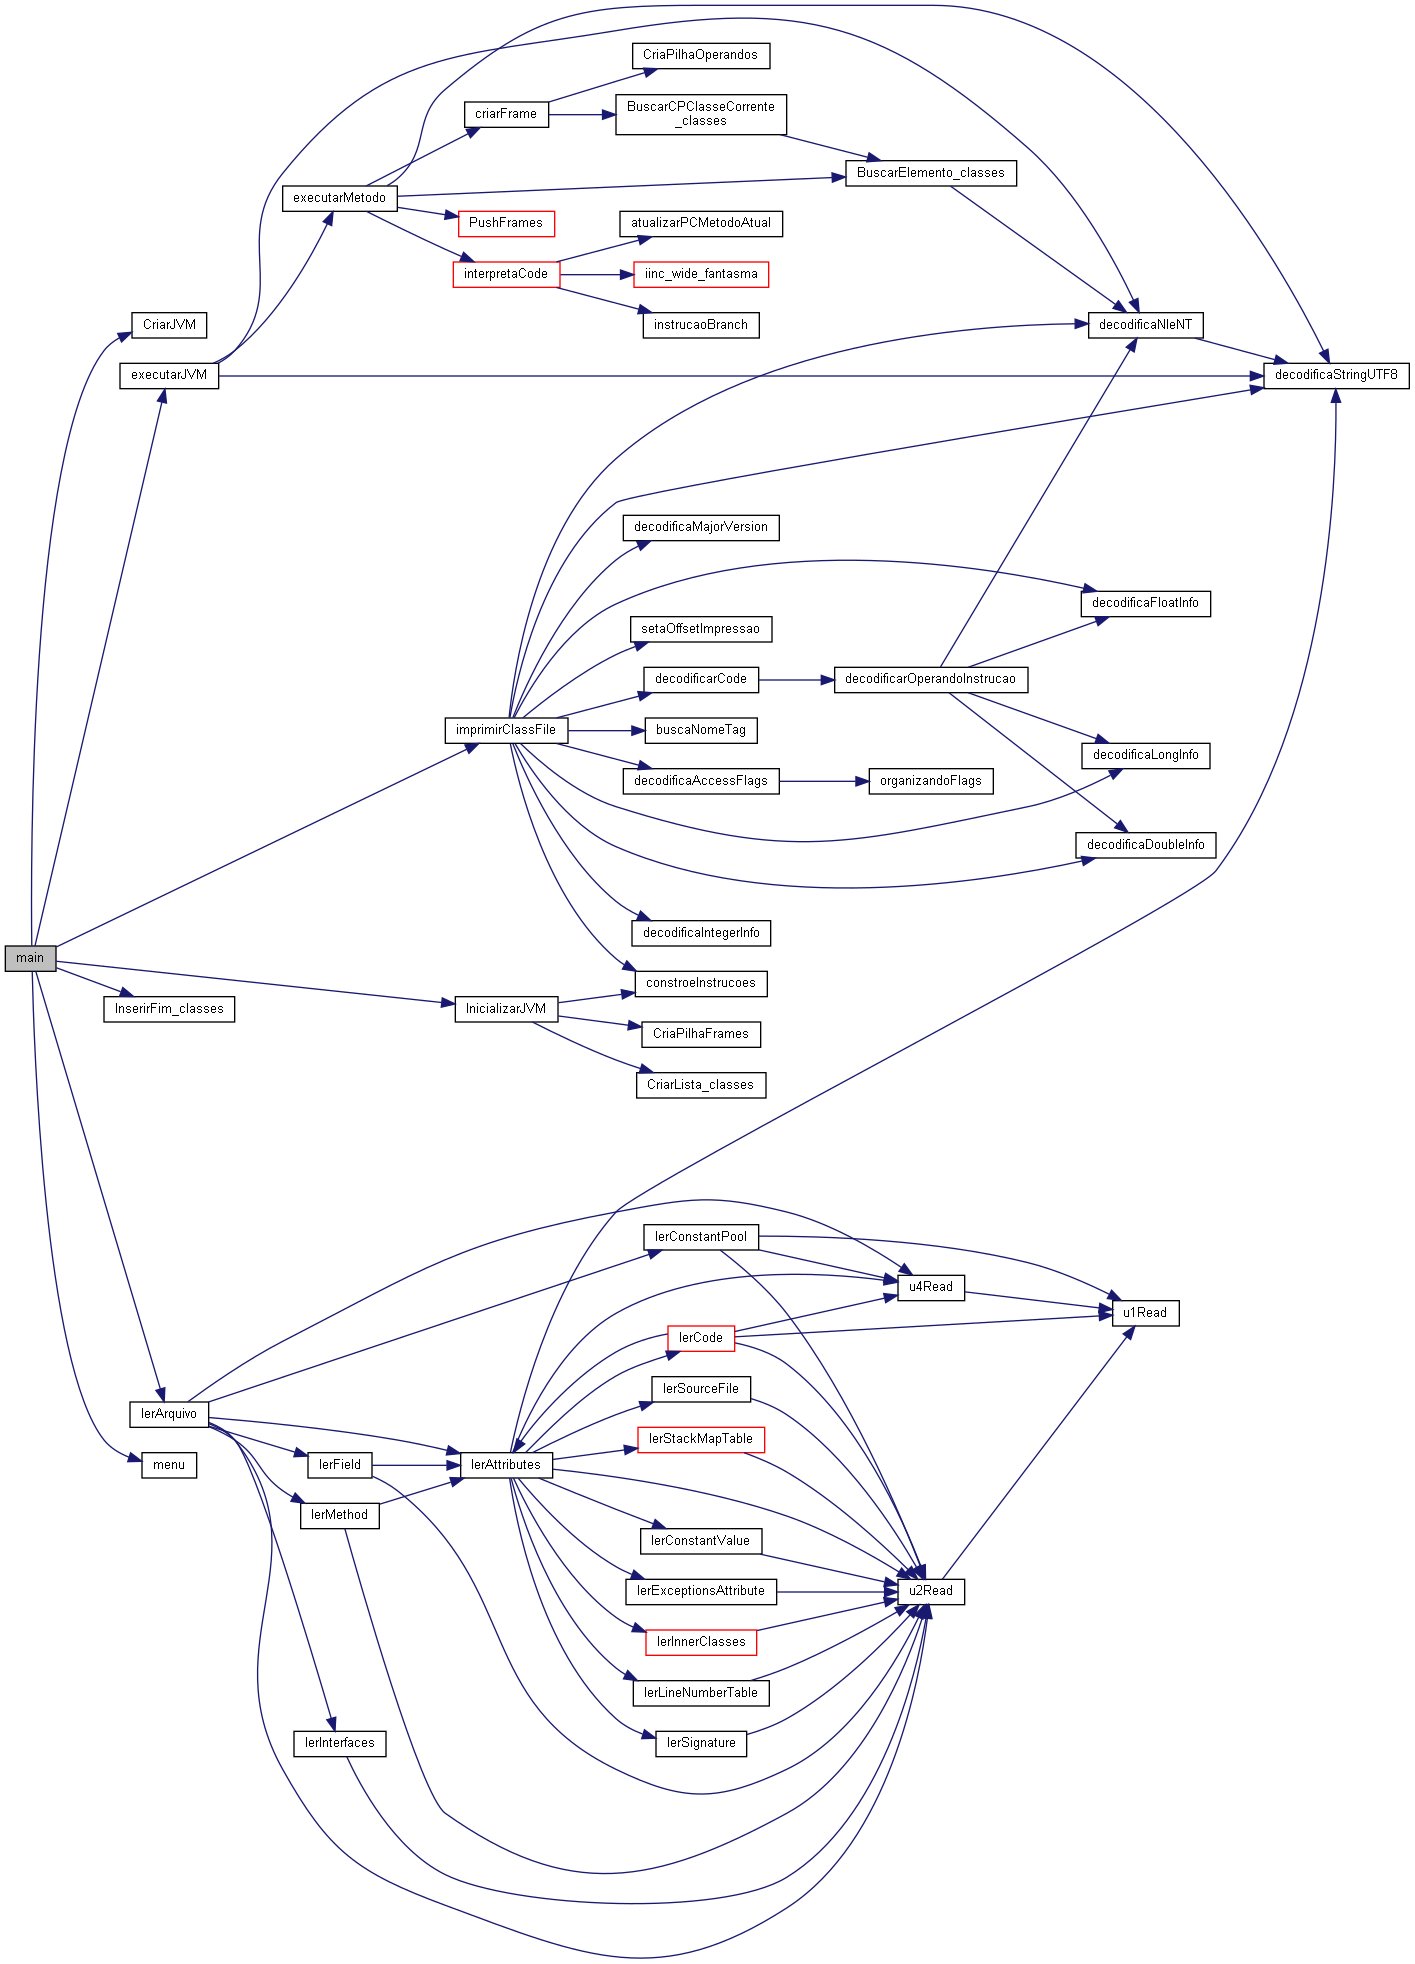 CriaPilhaOperandos
criarFrame
BuscarCPClasseCorrente
_classes
BuscarElemento_classes
executarMetodo
PushFrames
atualizarPCMetodoAtual
interpretaCode
iinc_wide_fantasma
CriarJVM
instrucaoBranch
decodificaNIeNT
executarJVM
decodificaStringUTF8
decodificaMajorVersion
decodificaFloatInfo
setaOffsetImpressao
decodificarCode
decodificarOperandoInstrucao
imprimirClassFile
buscaNomeTag
decodificaLongInfo
decodificaAccessFlags
organizandoFlags
decodificaDoubleInfo
decodificaIntegerInfo
main
constroeInstrucoes
InserirFim_classes
InicializarJVM
CriaPilhaFrames
CriarLista_classes
lerConstantPool
u4Read
u1Read
lerCode
lerSourceFile
lerArquivo
lerStackMapTable
menu
lerField
lerAttributes
lerMethod
lerConstantValue
lerExceptionsAttribute
u2Read
lerInnerClasses
lerLineNumberTable
lerInterfaces
lerSignature